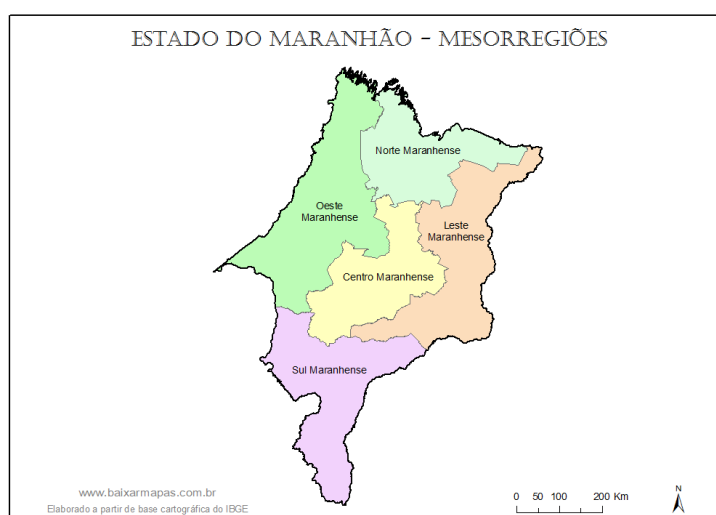 ESTADO DO MARANHÃO - MESORREGIÕES
Norte Maranhense
Oeste
Maranhense
Leste
Maranhense
Centro Maranhense
Sul Maranhense
www.baixarmapas.com.br
Elaborado a partir de base cartográfica do IBGE
0 50 100 200 Km
N